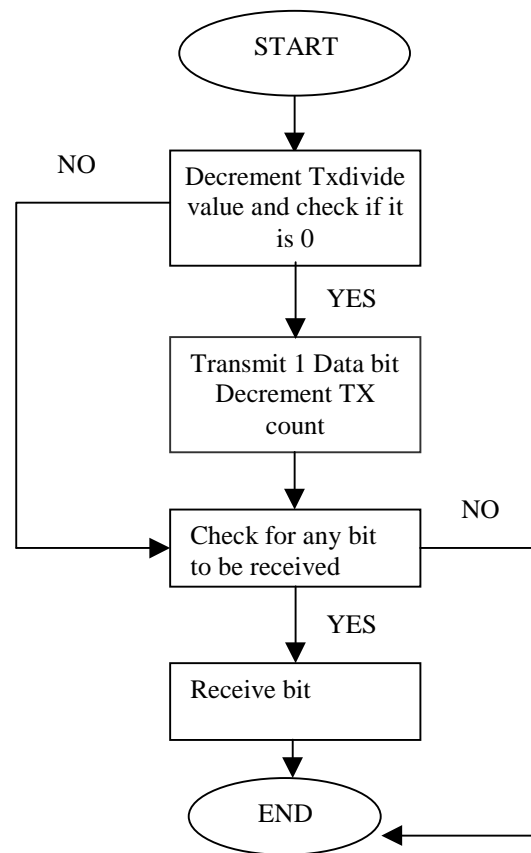 START
NO
Decrement Txdivide
value and check if it
is 0
YES
Transmit 1 Data bit
Decrement TX
count
Check for any bit
to be received
NO
YES
Receive bit
END